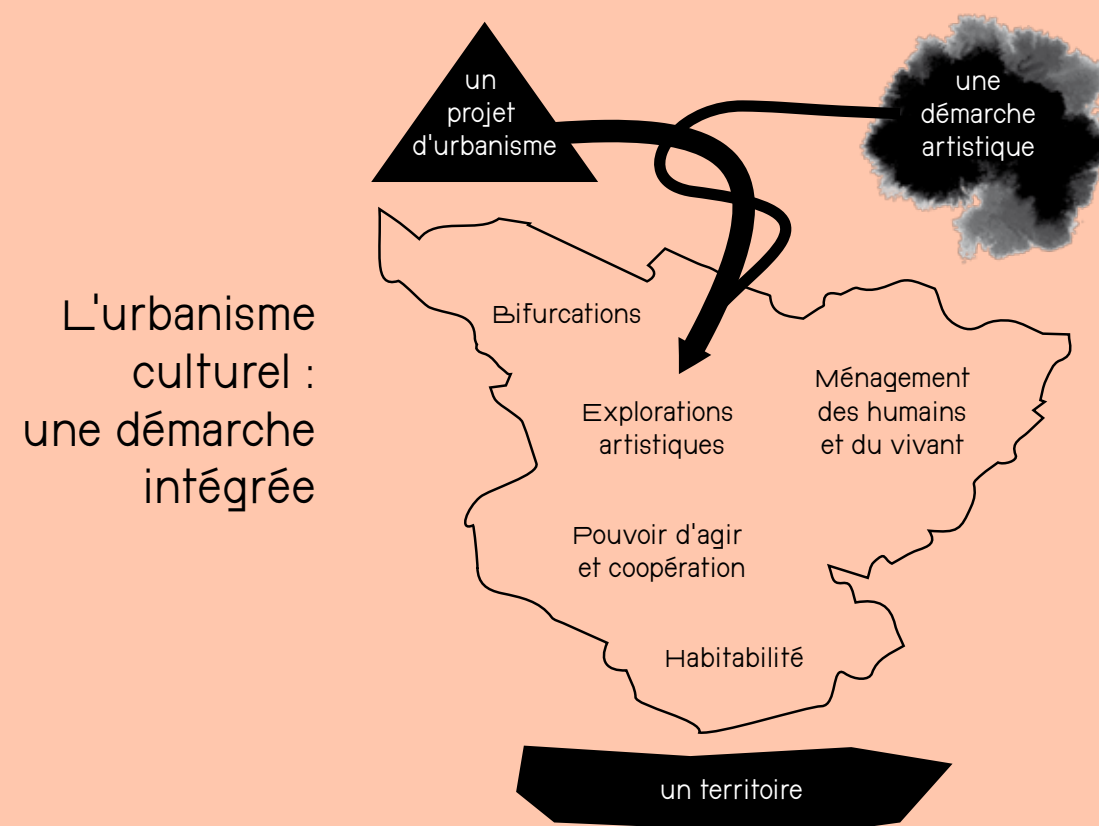 un
projet
d'urbanisme
une
démarche
artistique
L'urbanisme
culturel :
une démarche
intégrée
Bifurcations
Explorations
artistiques
Ménagement
des humains
et du vivant
Pouvoir d'agir
et coopération
Habitabilité
un territoire